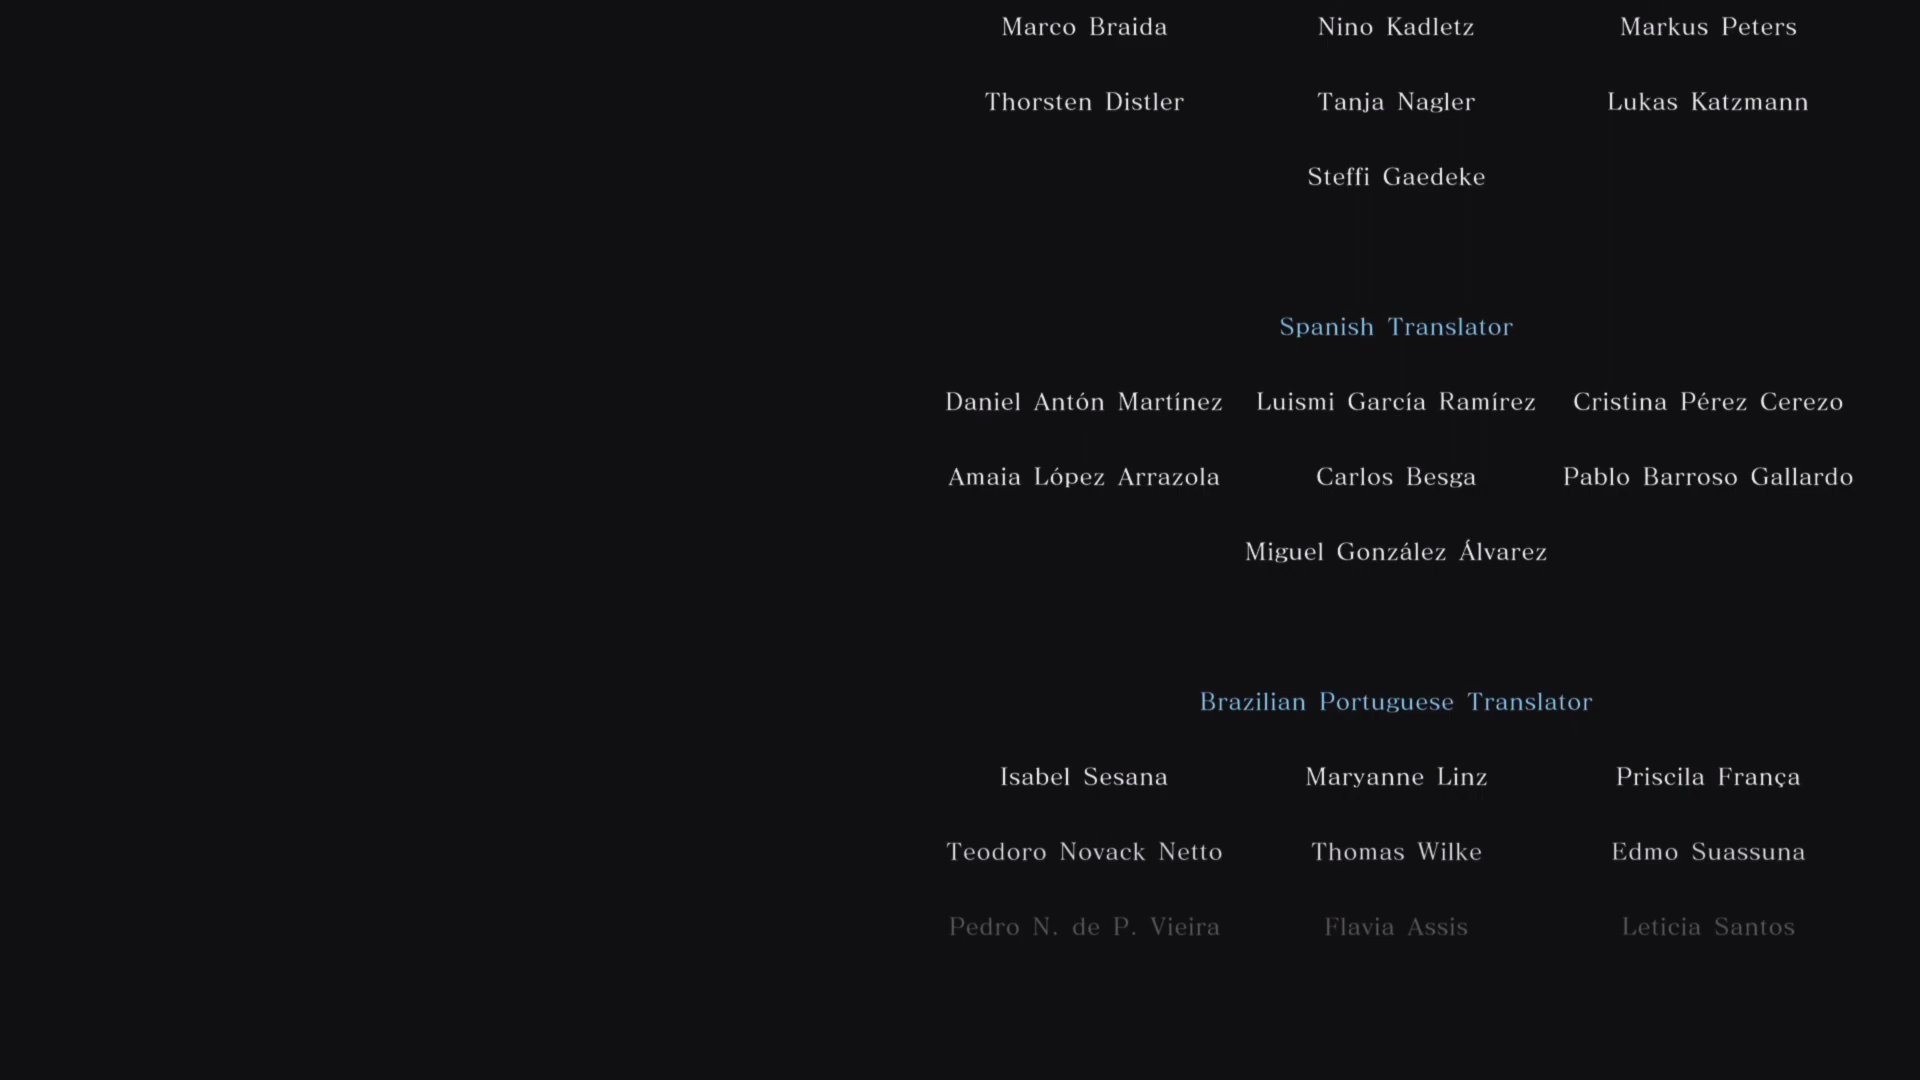 Marco Braida Nino Kadletz Markus Peters
Thorsten Distler Tanja Nagler Lukas Katzmann
Steffi Gaedeke
Spanish Translator
Daniel Antón Martínez Luismi García Ramírez Cristina Pérez Cerezo
Amaia López Arrazola Carlos Besga Pablo Barroso Gallardo
Miguel González Álvarez
Brazilian Portuguese Translator
Isabel Sesana Maryanne Linz Priscila França
Teodoro Novack Netto Thomas Wilke Edmo Suassuna
Pedro N. de P. Vieira Flavia Assis Leticia Santos